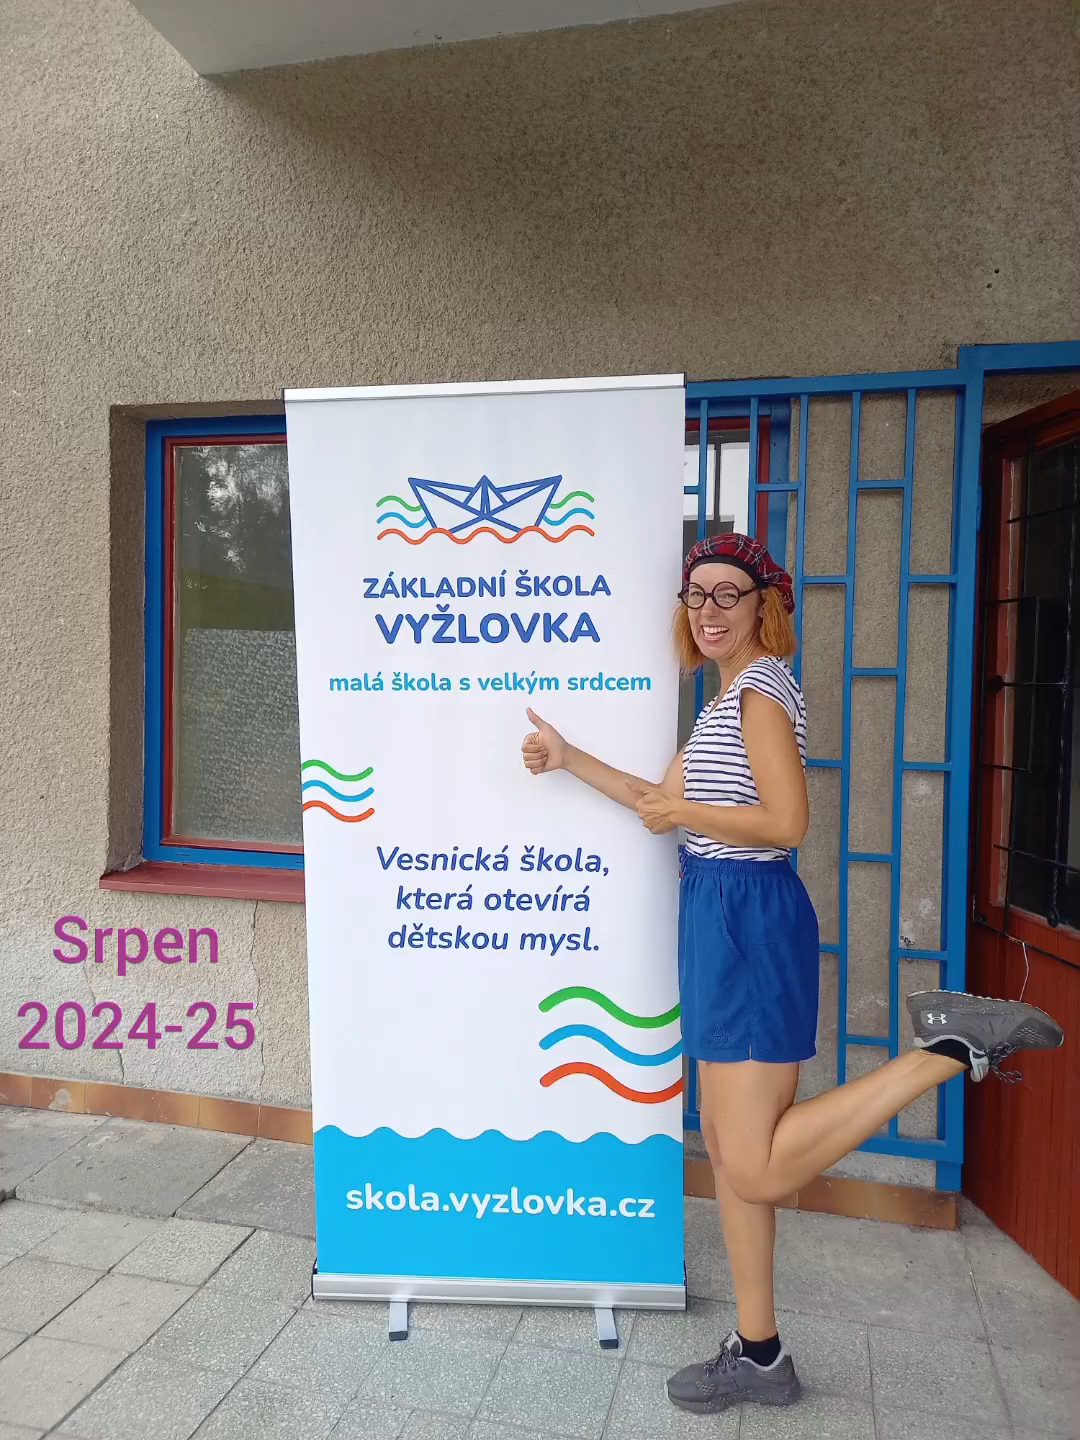 ZÁKLADNÍ ŠKOLA
VYŽLOVKA
malá škola s velkým srdcem
Vesnická škola,
která otevírá
dětskou mysl.
skola.vyzlovka.cz
Srpen
2024-25